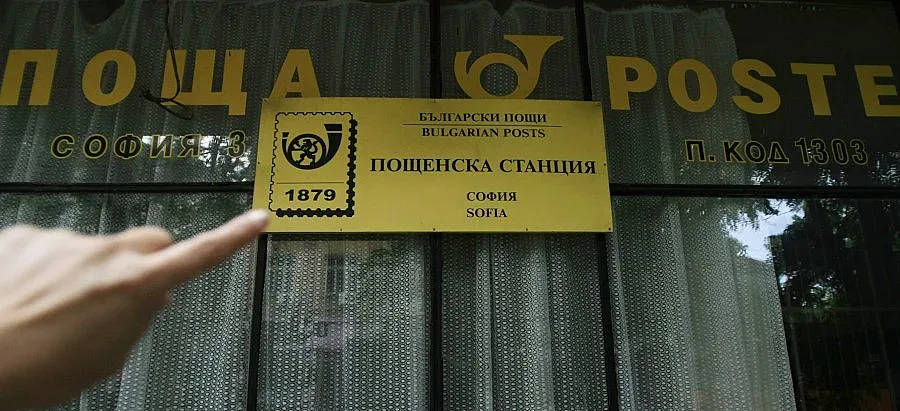 ПОЩА POSTE
СОФИЯ 3
П. КОД 1303
БЪЛГАРСКИ ПОЩИ
BULGARIAN POSTS
ПОЩЕНСКА СТАНЦИЯ
СОФИЯ
SOFIA
1879